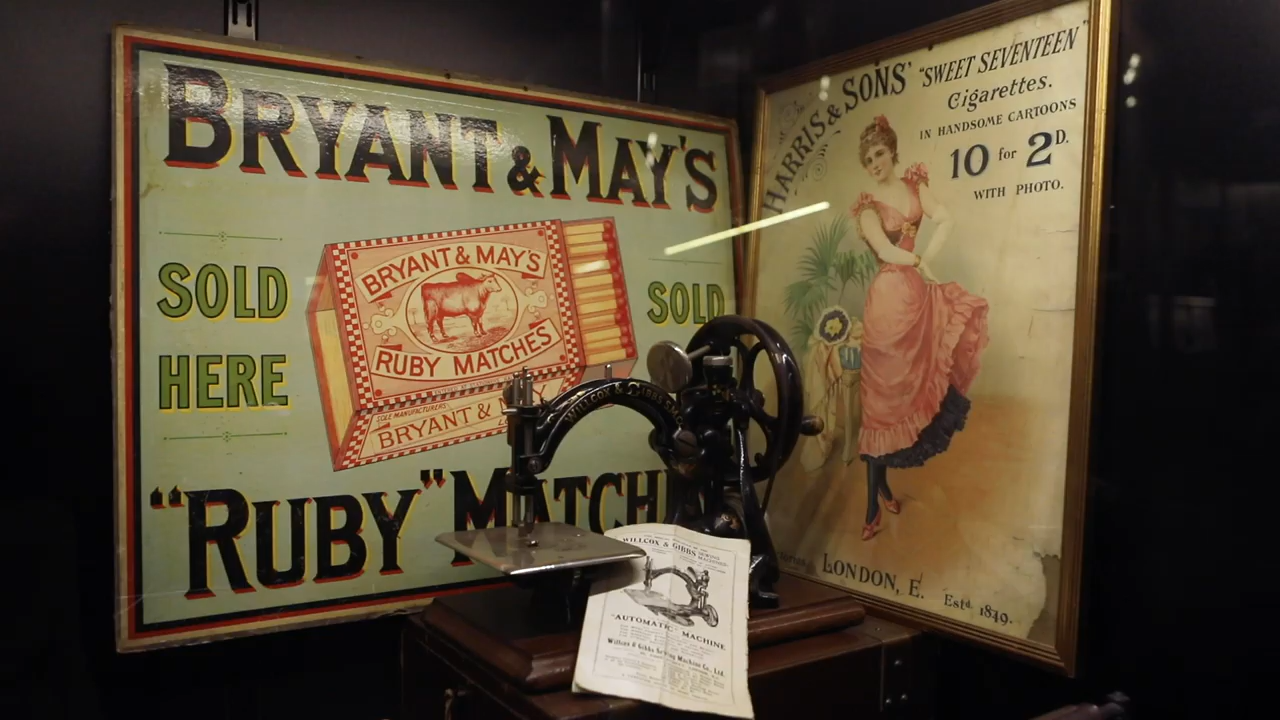 BRYANT & MAY'S
SOLD
HERE
BRYANT & MAY'S
RUBY MATCHES
SOLE MANUFACTURERS
BRYANT &
SOLD
"RUBY" MATCH
HARRIS & SONS' "SWEET SEVENTEEN"
Cigarettes.
IN HANDSOME CARTOONS
10 for 2D.
WITH PHOTO.
LONDON, E. Estd. 1849.
WILLCOX & GIBBS
WILLCOX & GIBBS SEWING
"AUTOMATIC" MACHINE
Willcox & Gibbs Sewing Machine Co., Ltd.